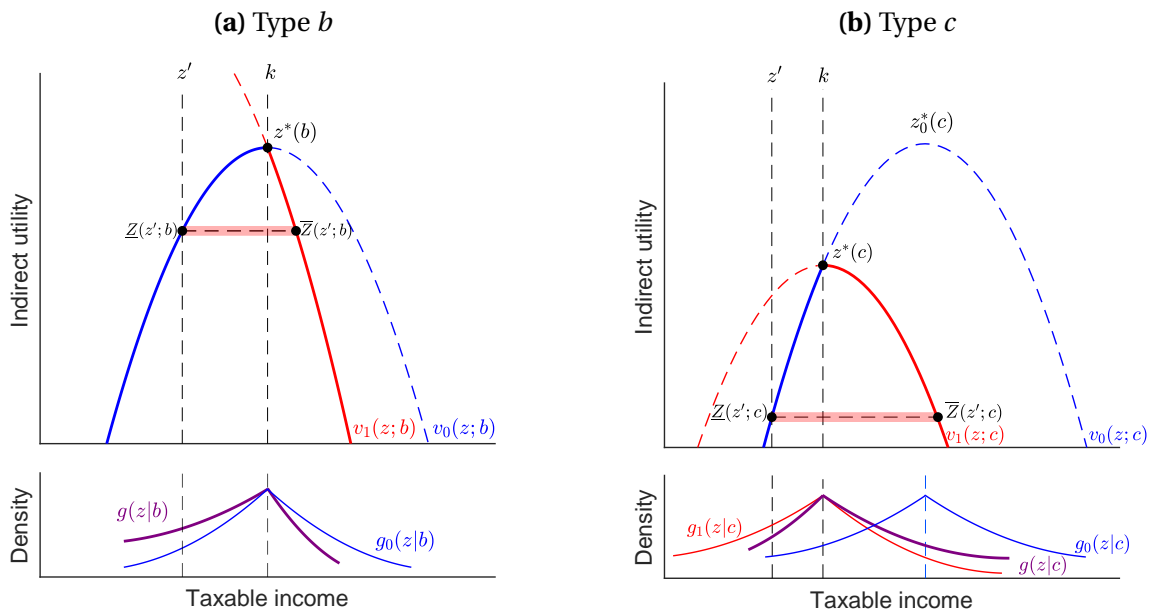 (a) Type b
z′
k
z*(b)
Z̲(z′; b)
Z̅(z′; b)
v₁(z; b)
v₀(z; b)
Indirect utility
g(z|b)
g₀(z|b)
Density
Taxable income
(b) Type c
z′
k
z₀*(c)
z*(c)
Z̲(z′; c)
Z̅(z′; c)
v₁(z; c)
v₀(z; c)
Indirect utility
g₁(z|c)
g₀(z|c)
g(z|c)
Density
Taxable income